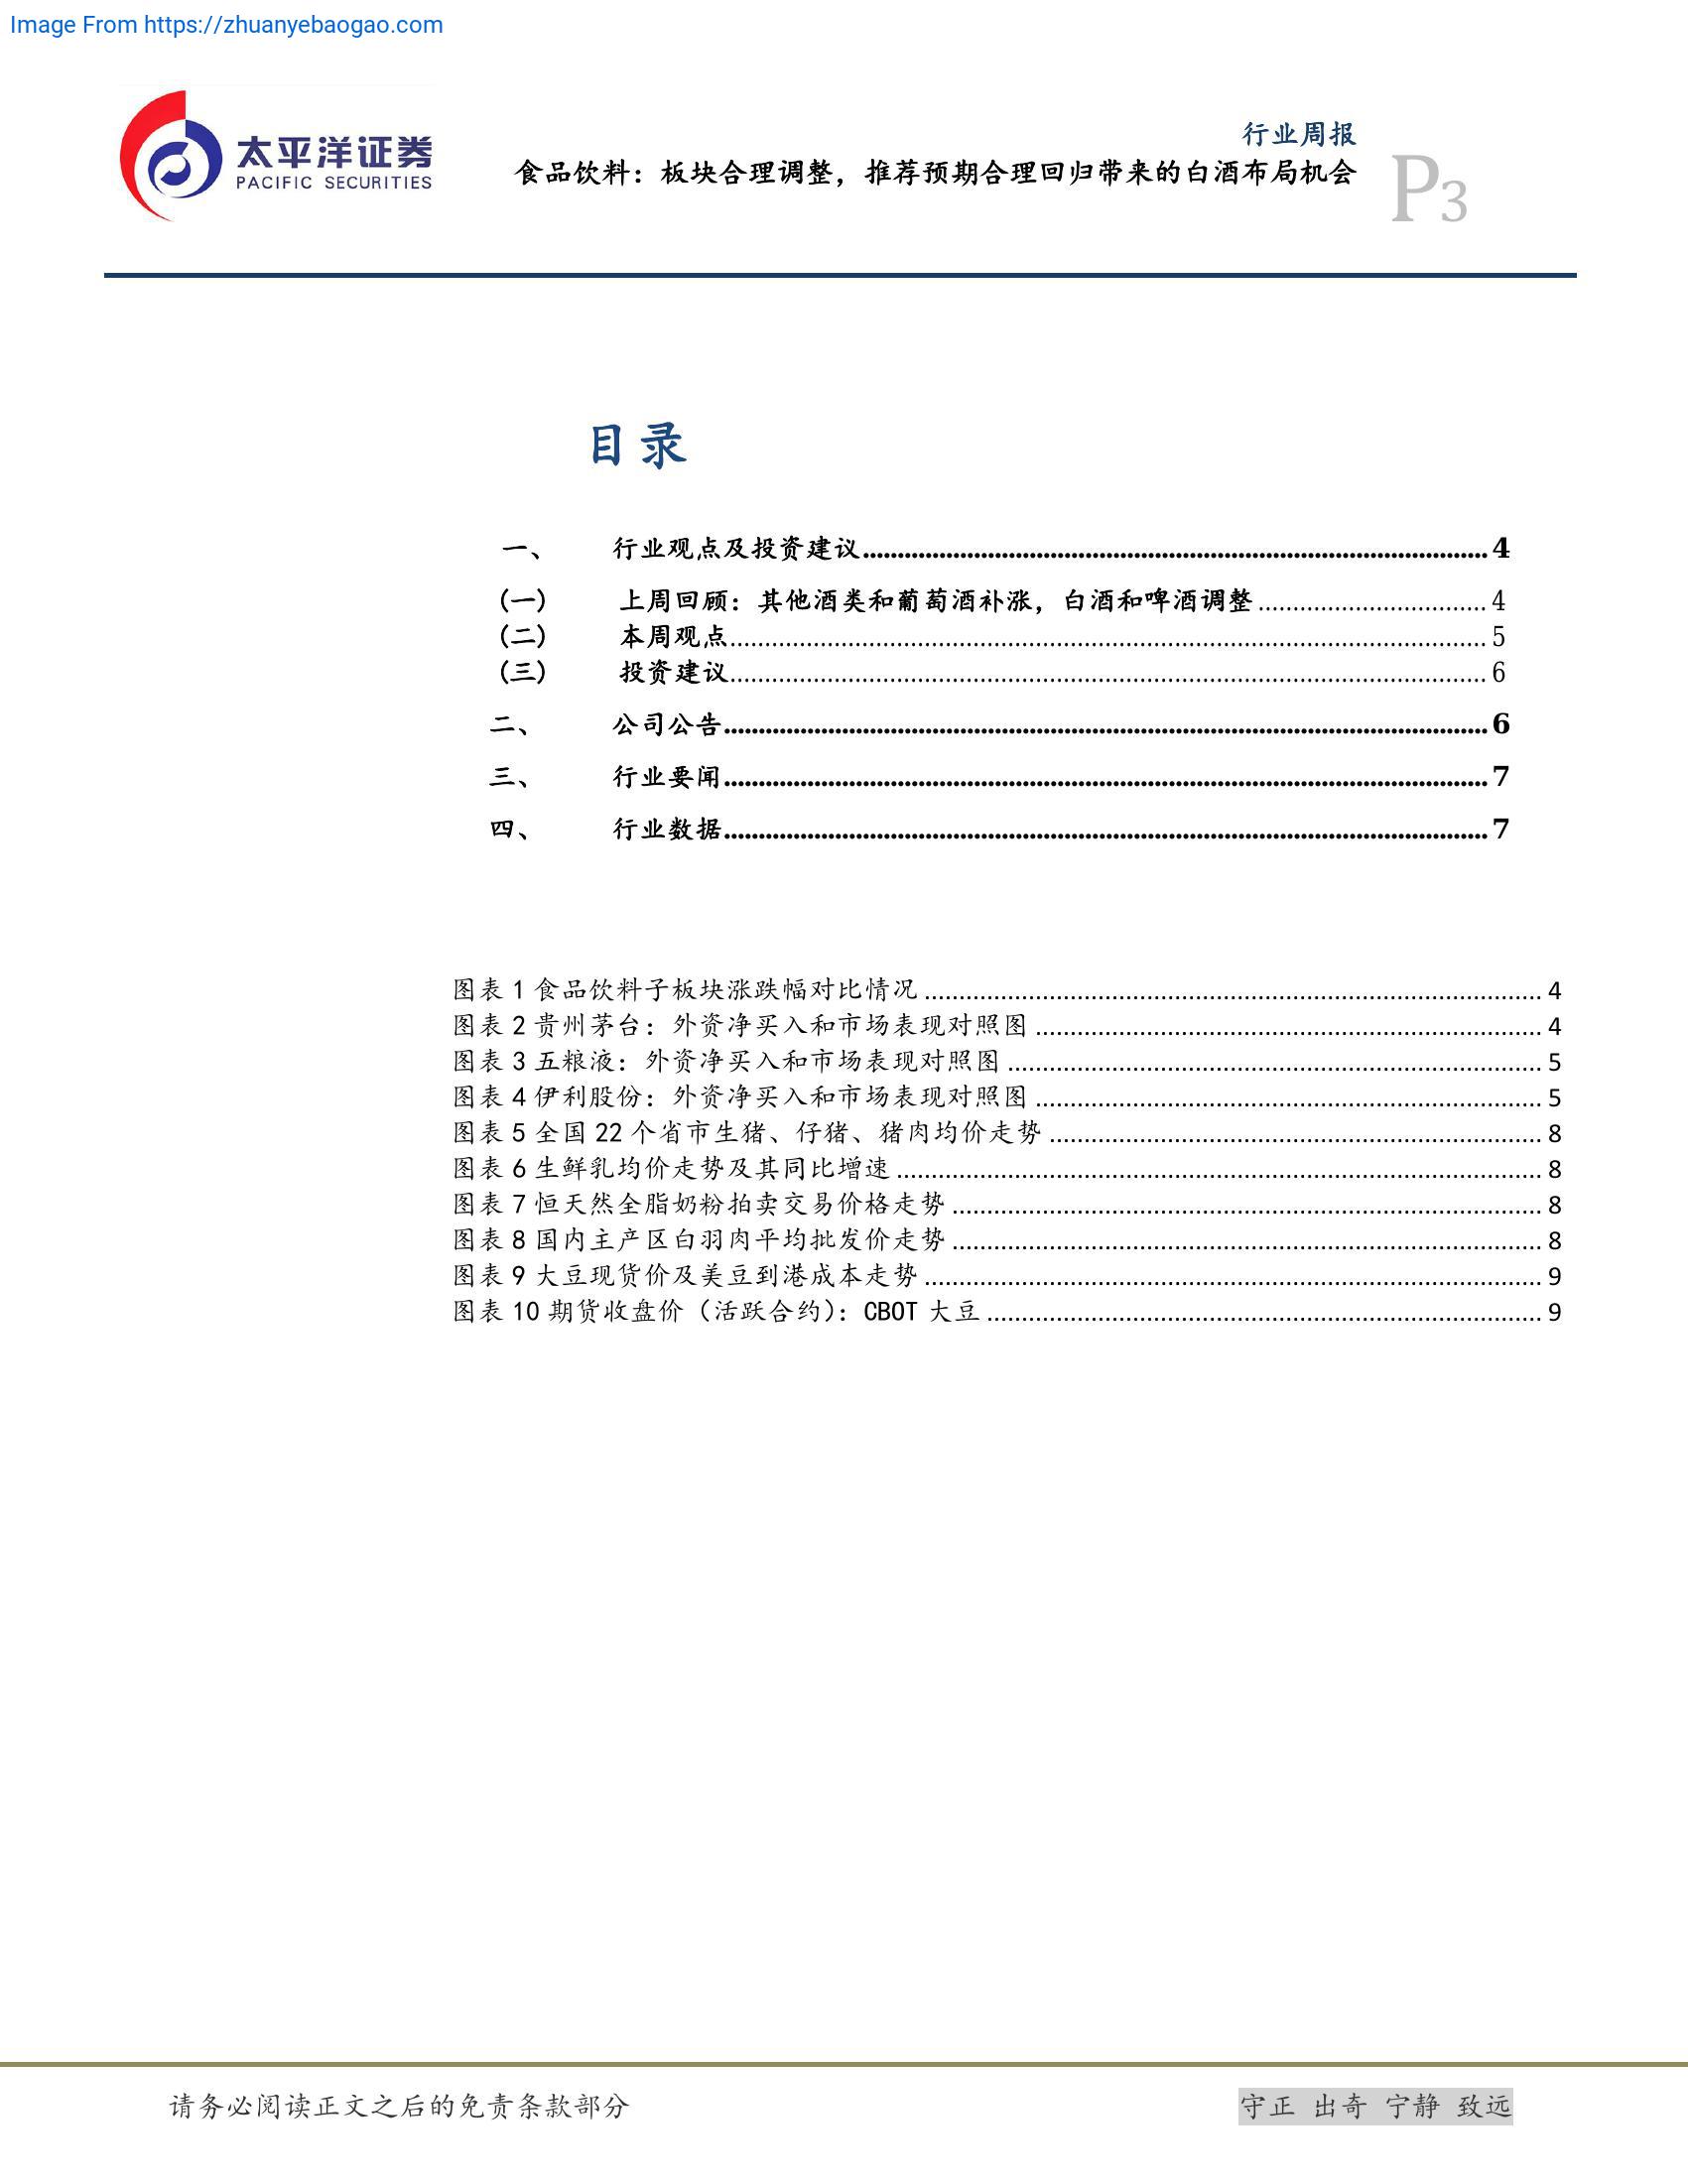 Image From https://zhuanyebaogao.com
太平洋证券
PACIFIC SECURITIES
行业周报
食品饮料：板块合理调整，推荐预期合理回归带来的白酒布局机会
P3
目录
一、 行业观点及投资建议........................................ 4
(一) 上周回顾：其他酒类和葡萄酒补涨，白酒和啤酒调整........................................ 4
(二) 本周观点........................................ 5
(三) 投资建议........................................ 6
二、 公司公告........................................ 6
三、 行业要闻........................................ 7
四、 行业数据........................................ 7
图表 1 食品饮料子板块涨跌幅对比情况........................................ 4
图表 2 贵州茅台：外资净买入和市场表现对照图........................................ 4
图表 3 五粮液：外资净买入和市场表现对照图........................................ 5
图表 4 伊利股份：外资净买入和市场表现对照图........................................ 5
图表 5 全国 22 个省市生猪、仔猪、猪肉均价走势........................................ 8
图表 6 生鲜乳均价走势及其同比增速........................................ 8
图表 7 恒天然全脂奶粉拍卖交易价格走势........................................ 8
图表 8 国内主产区白羽肉平均批发价走势........................................ 8
图表 9 大豆现货价及美豆到港成本走势........................................ 9
图表 10 期货收盘价（活跃合约）：CBOT 大豆........................................ 9
请务必阅读正文之后的免责条款部分
守正 出奇 宁静 致远